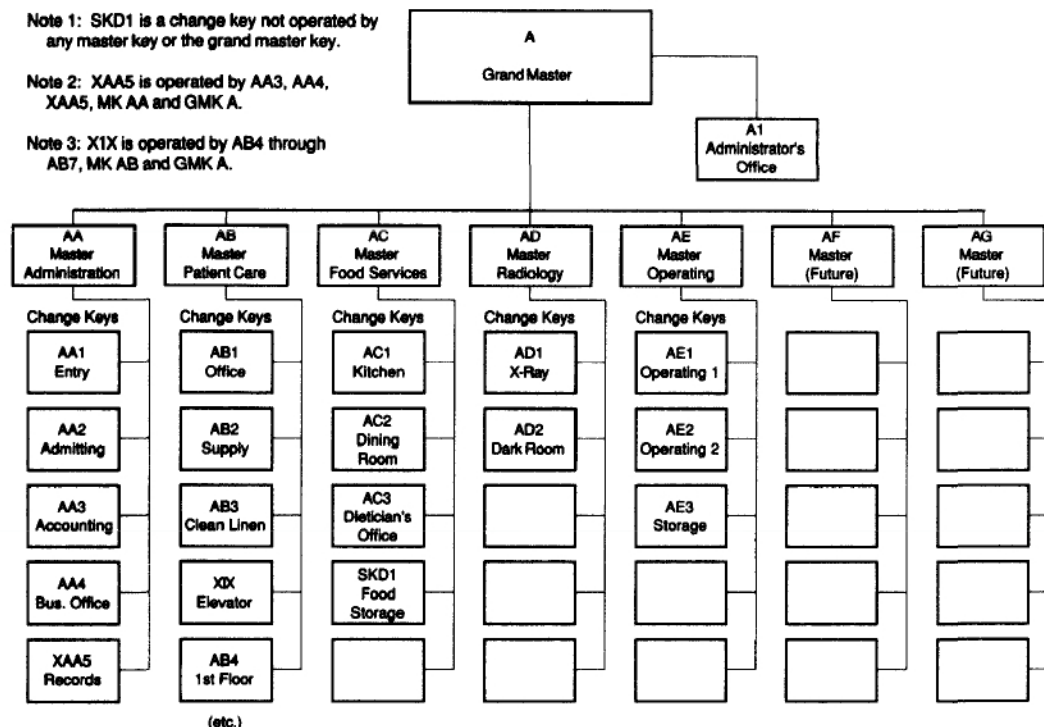 Note 1: SKD1 is a change key not operated by
any master key or the grand master key.
Note 2: XAA5 is operated by AA3, AA4,
XAA5, MK AA and GMK A.
Note 3: X1X is operated by AB4 through
AB7, MK AB and GMK A.
A
Grand Master
A1
Administrator's
Office
AA
Master
Administration
AB
Master
Patient Care
AC
Master
Food Services
AD
Master
Radiology
AE
Master
Operating
AF
Master
(Future)
AG
Master
(Future)
Change Keys
AA1
Entry
AA2
Admitting
AA3
Accounting
AA4
Bus. Office
XAA5
Records
Change Keys
AB1
Office
AB2
Supply
AB3
Clean Linen
XIX
Elevator
AB4
1st Floor
(etc.)
Change Keys
AC1
Kitchen
AC2
Dining
Room
AC3
Dietician's
Office
SKD1
Food
Storage
Change Keys
AD1
X-Ray
AD2
Dark Room
Change Keys
AE1
Operating 1
AE2
Operating 2
AE3
Storage